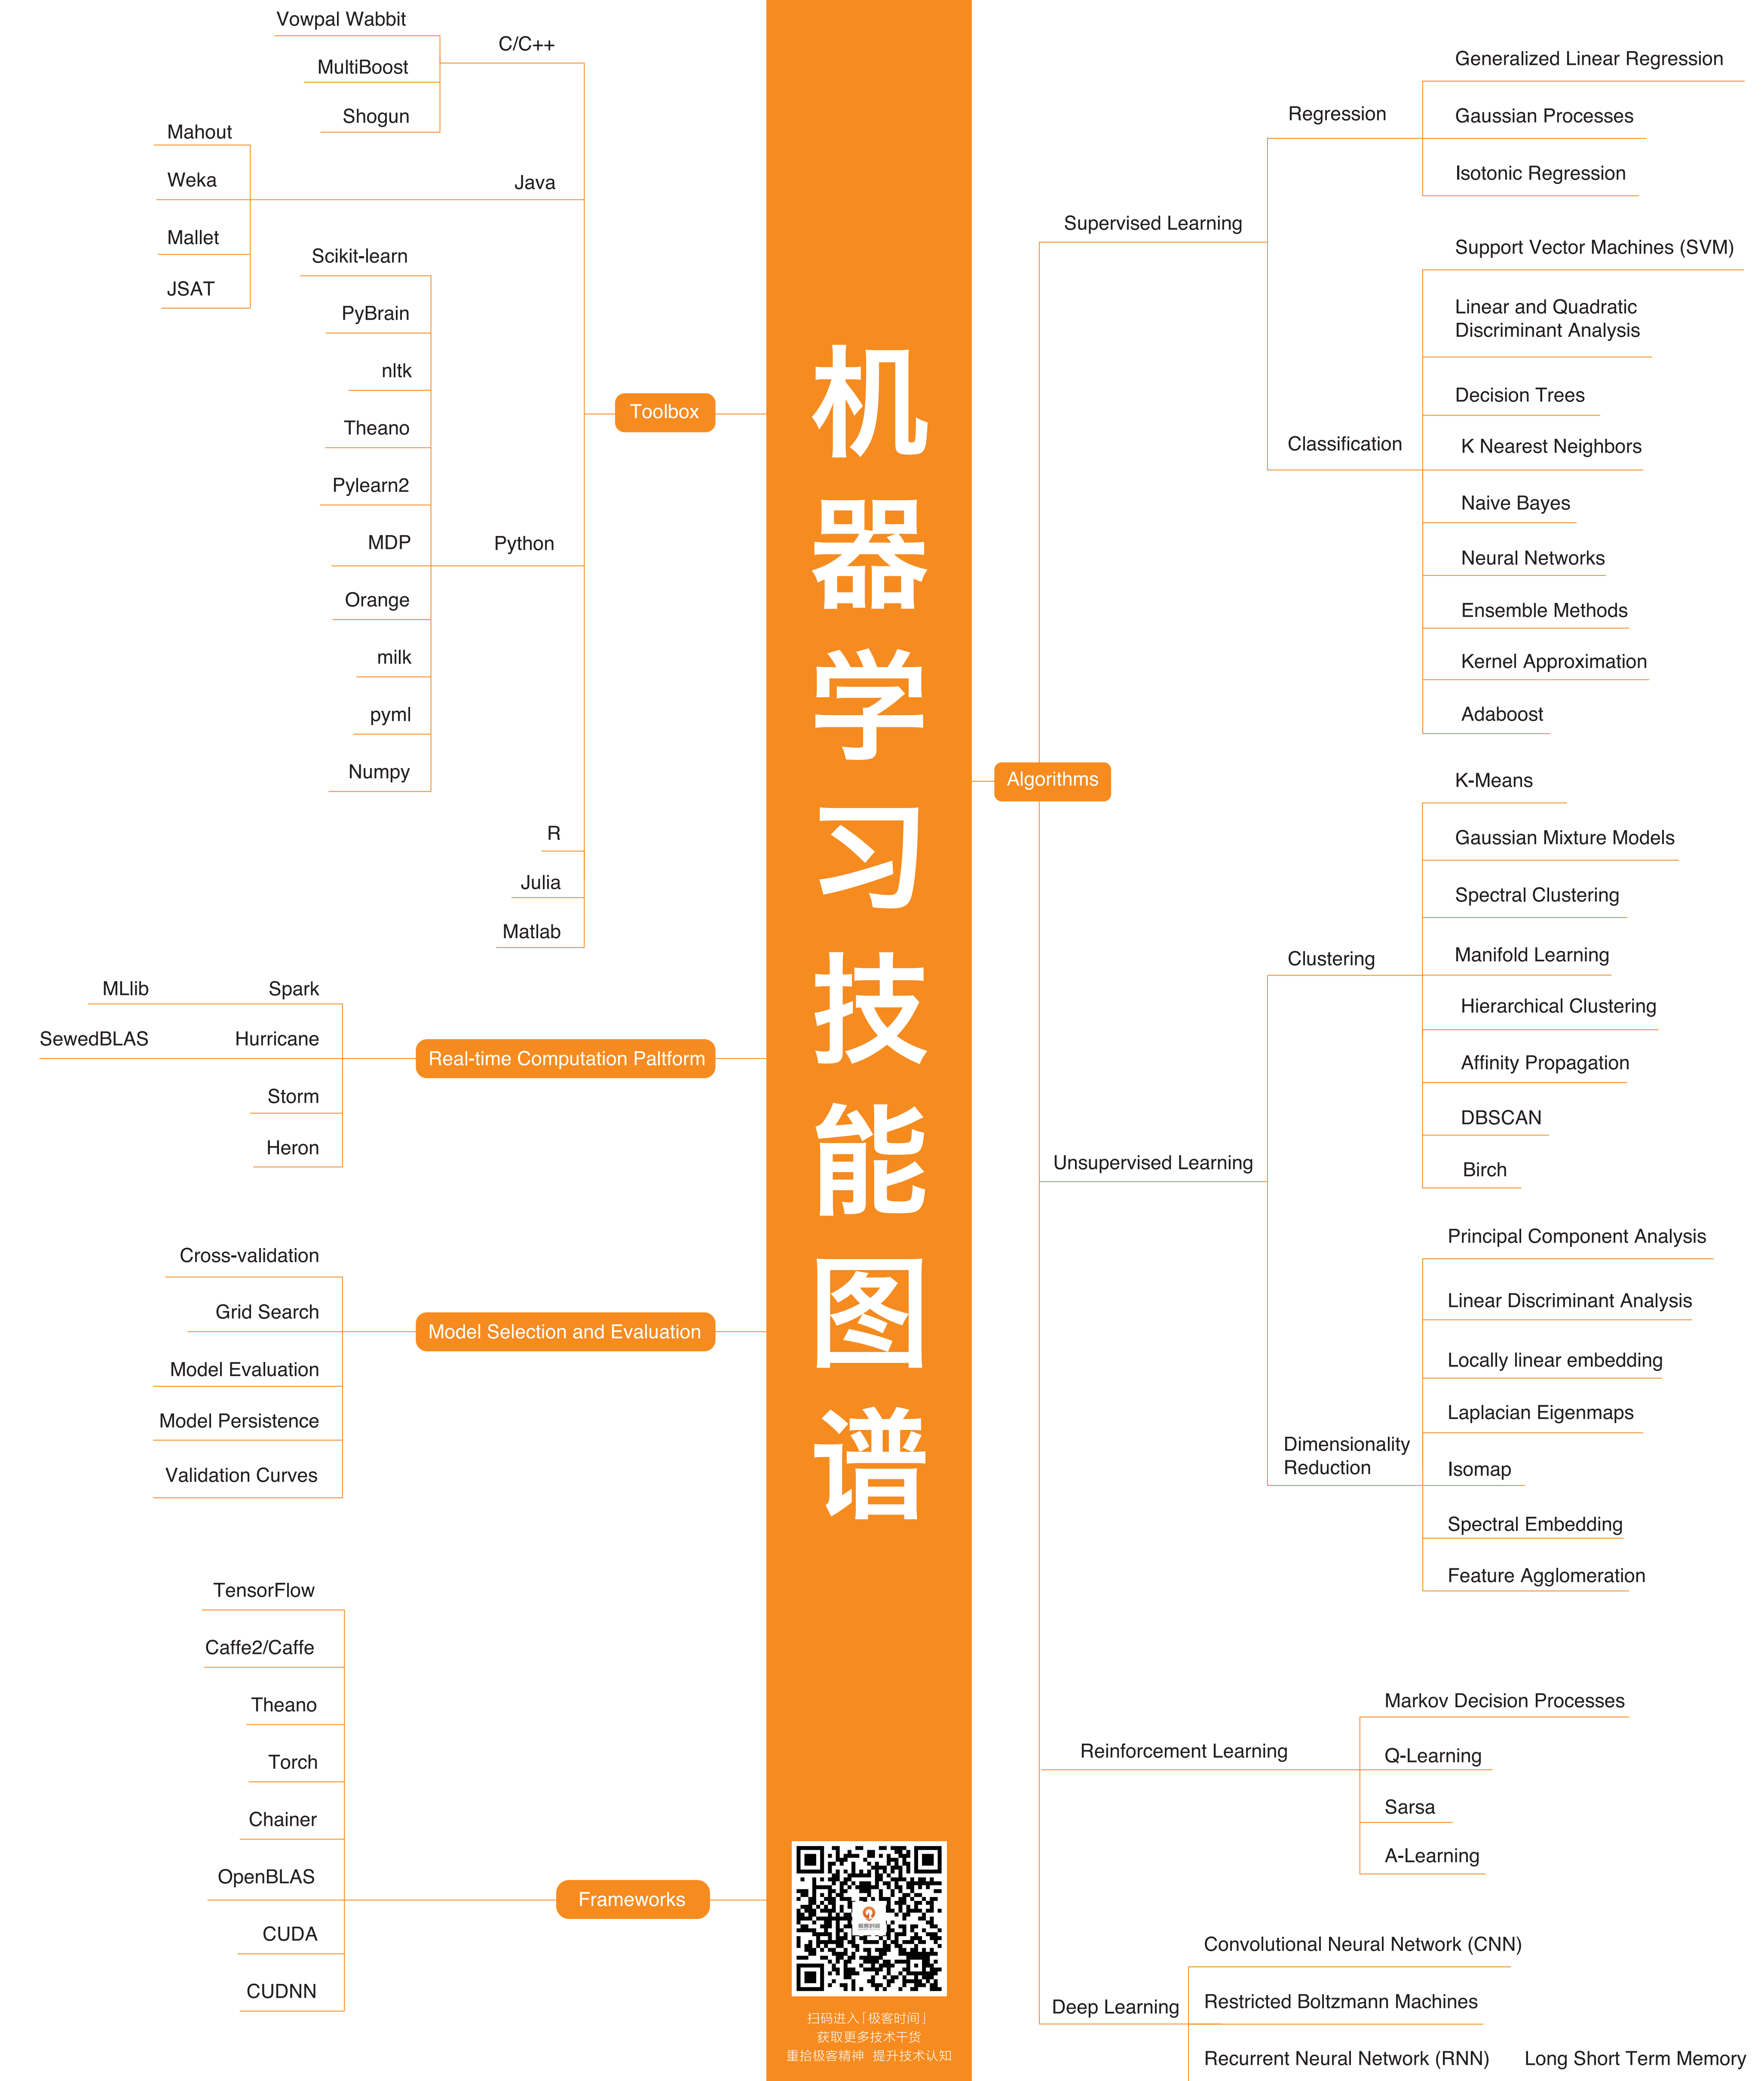 Vowpal Wabbit
C/C++
MultiBoost
Shogun
Mahout
Weka
Java
Mallet
JSAT
Scikit-learn
PyBrain
nltk
Theano
Pylearn2
MDP
Python
Orange
milk
pyml
Numpy
R
Julia
Matlab
Toolbox
MLlib
Spark
SewedBLAS
Hurricane
Storm
Heron
Real-time Computation Paltform
Cross-validation
Grid Search
Model Evaluation
Model Persistence
Validation Curves
Model Selection and Evaluation
TensorFlow
Caffe2/Caffe
Theano
Torch
Chainer
OpenBLAS
CUDA
CUDNN
Frameworks
机器学习技能图谱
极客时间
扫码进入「极客时间」
获取更多技术干货
重拾极客精神 提升技术认知
Algorithms
Supervised Learning
Regression
Generalized Linear Regression
Gaussian Processes
Isotonic Regression
Classification
Support Vector Machines (SVM)
Linear and Quadratic
Discriminant Analysis
Decision Trees
K Nearest Neighbors
Naive Bayes
Neural Networks
Ensemble Methods
Kernel Approximation
Adaboost
Unsupervised Learning
Clustering
K-Means
Gaussian Mixture Models
Spectral Clustering
Manifold Learning
Hierarchical Clustering
Affinity Propagation
DBSCAN
Birch
Dimensionality
Reduction
Principal Component Analysis
Linear Discriminant Analysis
Locally linear embedding
Laplacian Eigenmaps
Isomap
Spectral Embedding
Feature Agglomeration
Reinforcement Learning
Markov Decision Processes
Q-Learning
Sarsa
A-Learning
Deep Learning
Convolutional Neural Network (CNN)
Restricted Boltzmann Machines
Recurrent Neural Network (RNN)
Long Short Term Memory